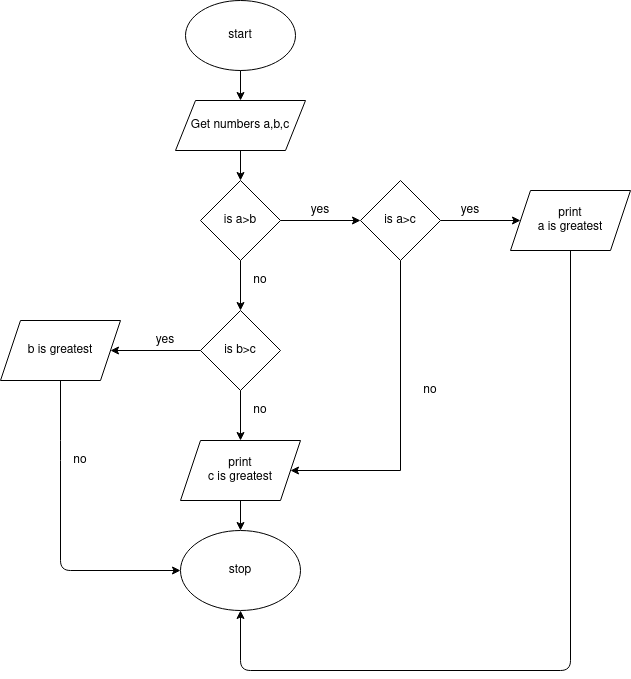 start
Get numbers a,b,c
is a>b
yes
is a>c
yes
print
a is greatest
no
b is greatest
yes
is b>c
no
no
no
print
c is greatest
stop